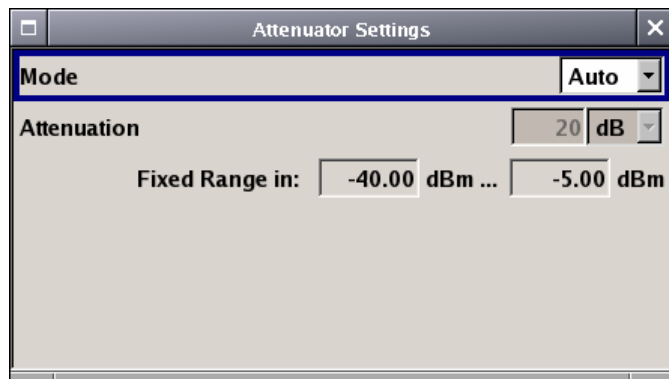 Attenuator Settings
Mode Auto
Attenuation 20 dB
Fixed Range in: -40.00 dBm ... -5.00 dBm